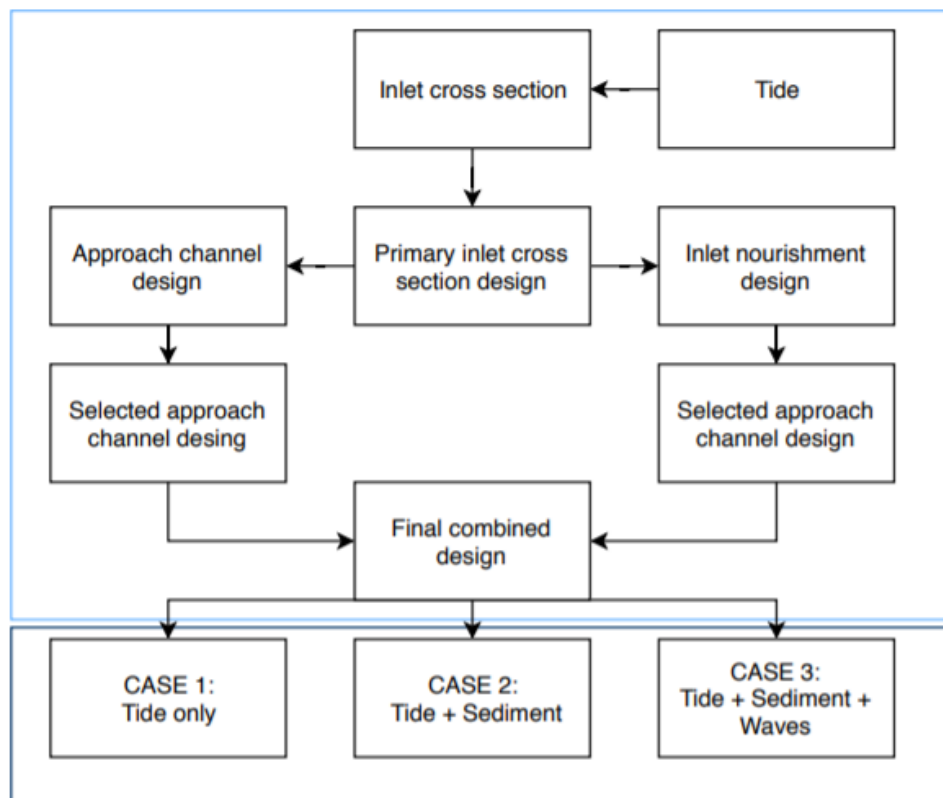 Inlet cross section
Tide
Approach channel
design
Primary inlet cross
section design
Inlet nourishment
design
Selected approach
channel desing
Selected approach
channel design
Final combined
design
CASE 1:
Tide only
CASE 2:
Tide + Sediment
CASE 3:
Tide + Sediment +
Waves